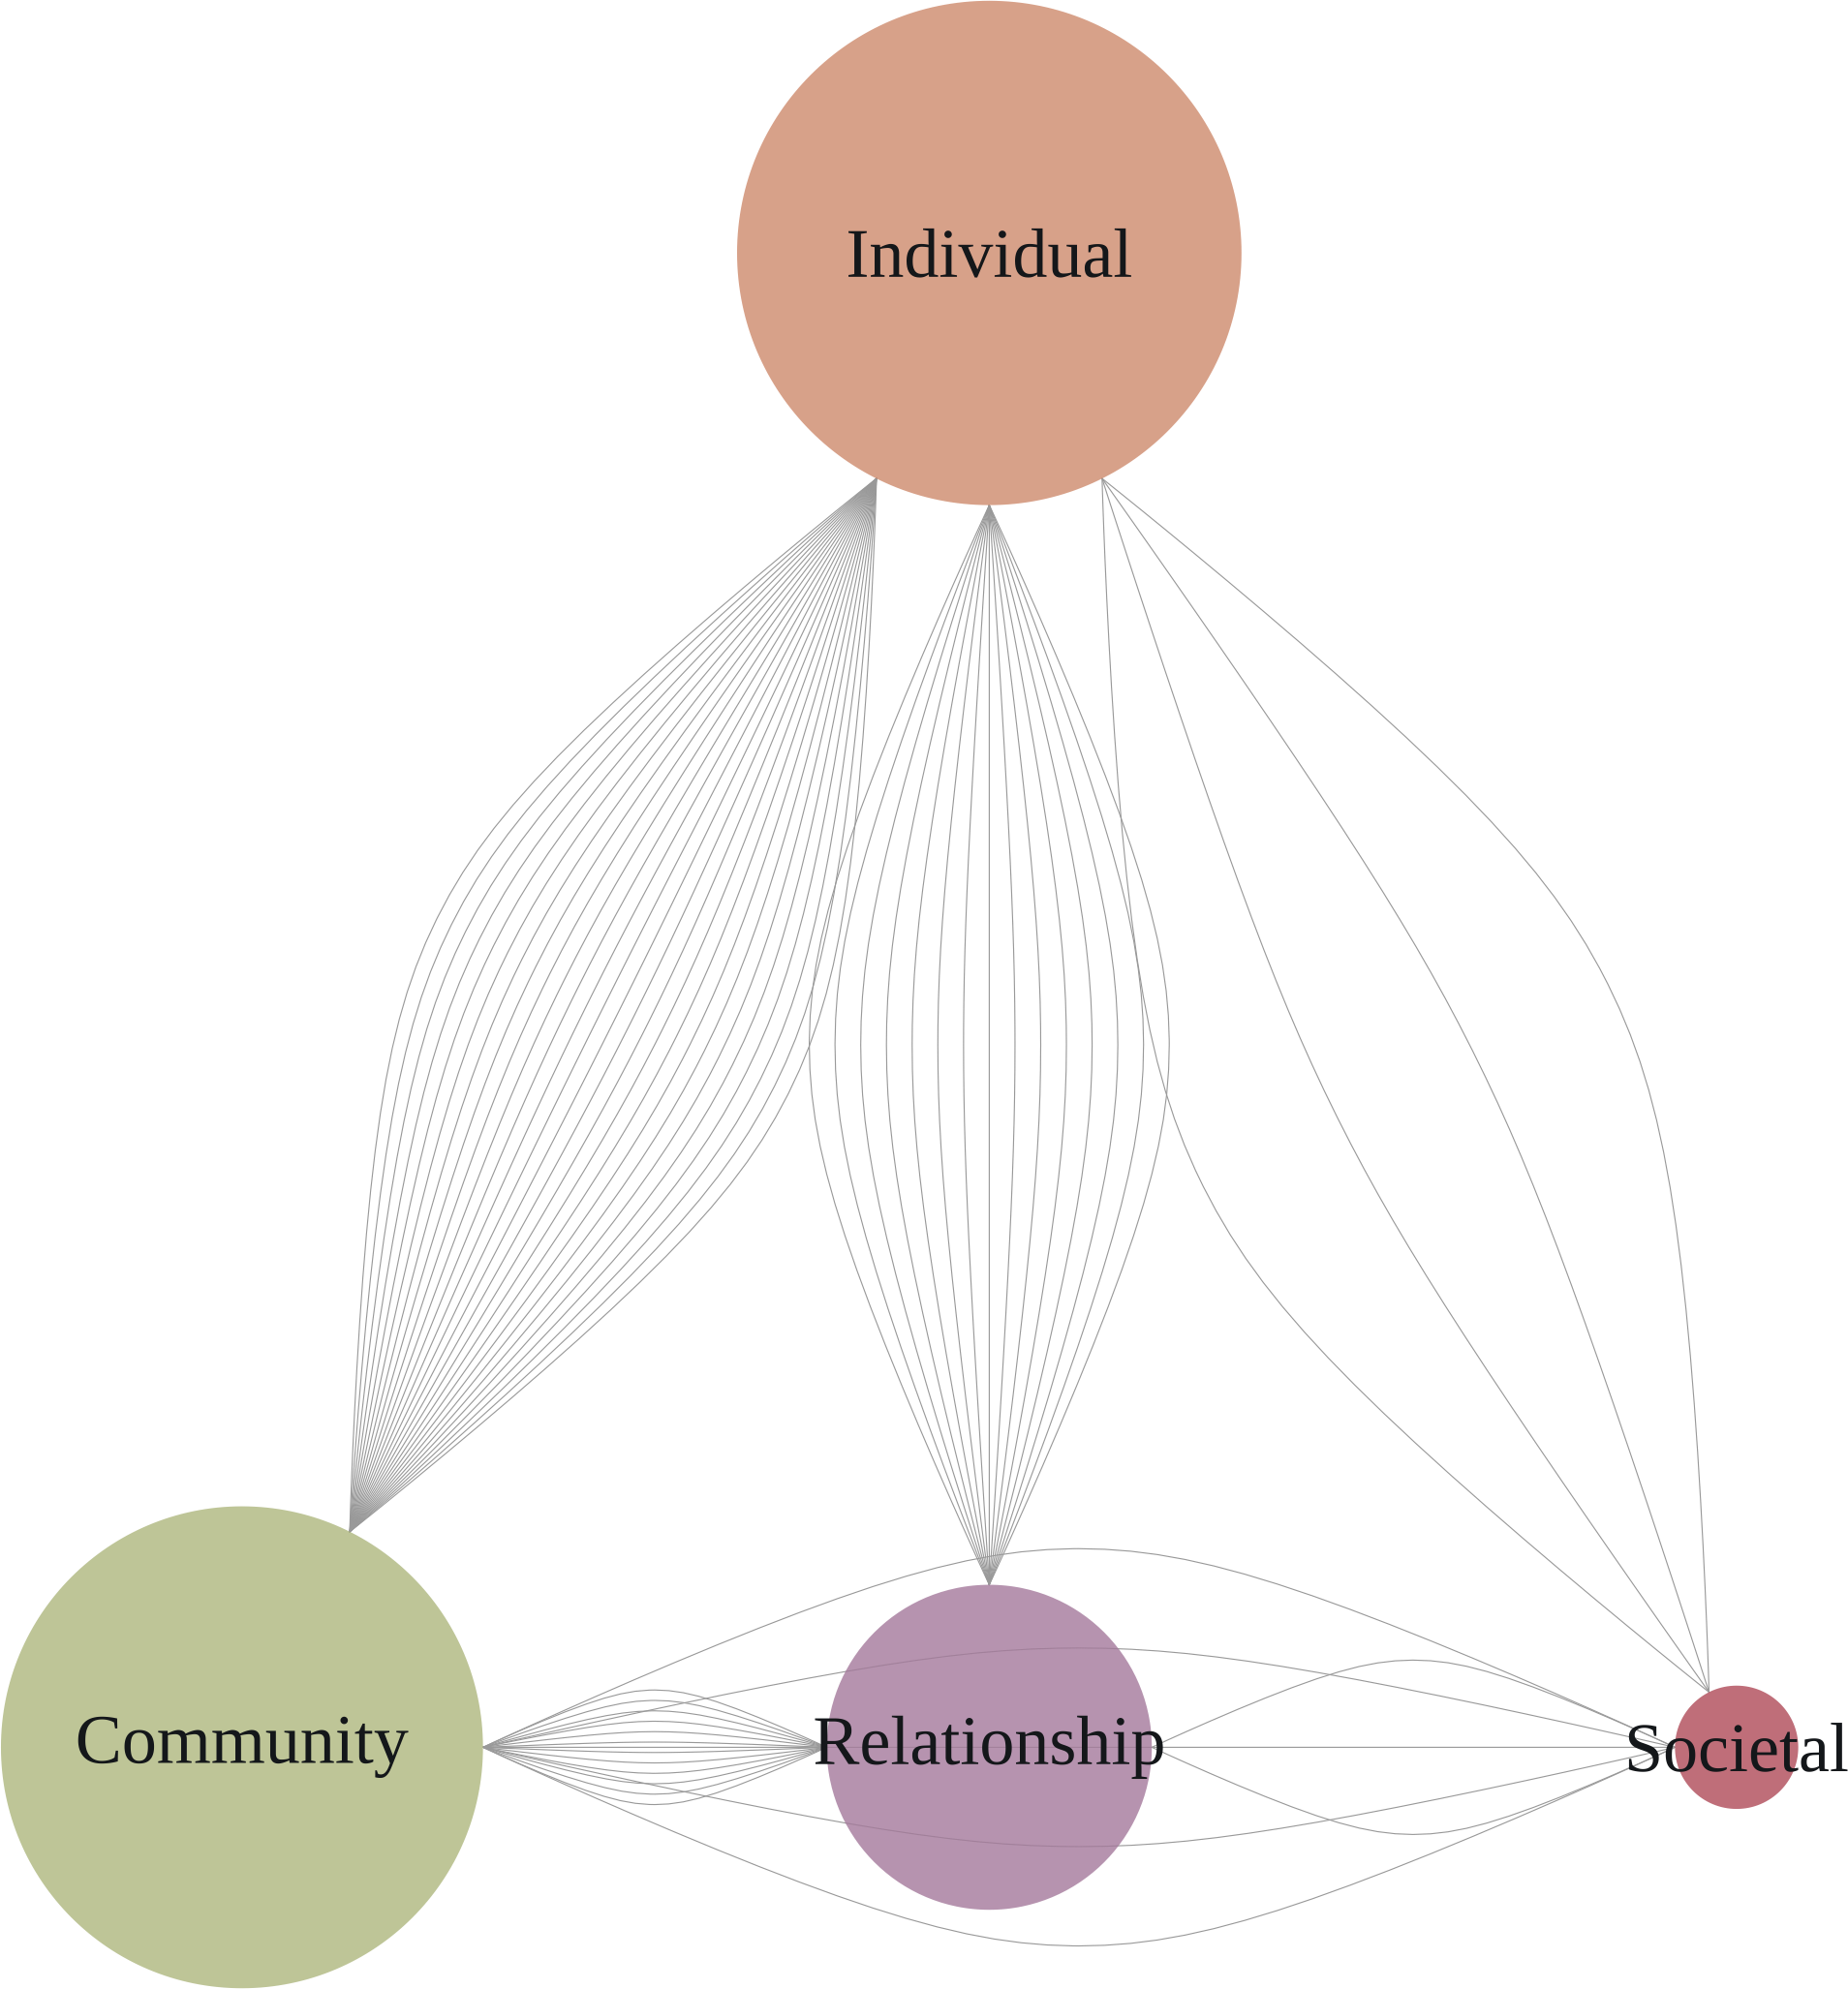 Individual
Community
Relationship
Societal